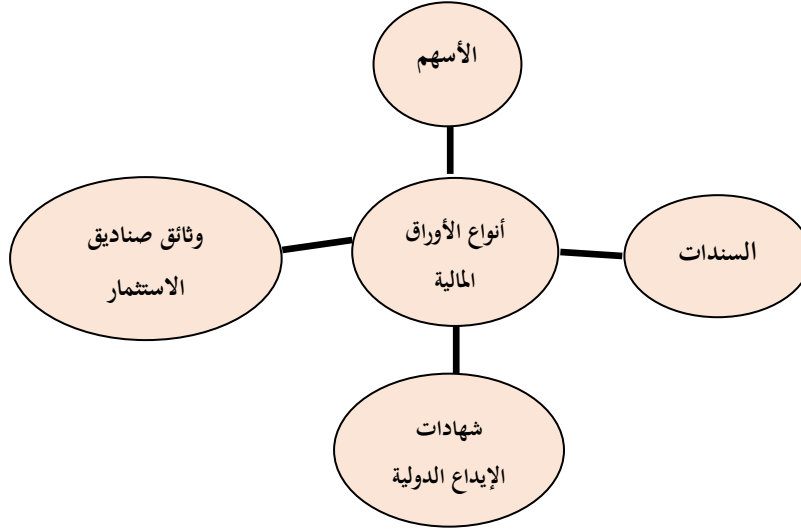 الأسهم
أنواع الأوراق
المالية
السندات
وثائق صناديق
الاستثمار
شهادات
الإيداع الدولية